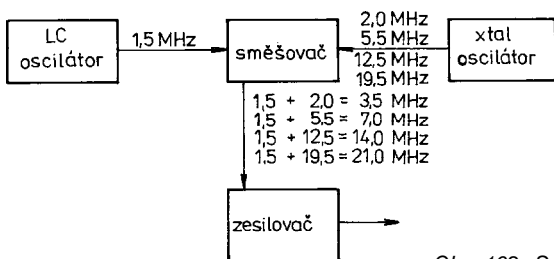 LC
oscilátor
1,5 MHz
směšovač
2,0 MHz
5,5 MHz
12,5 MHz
19,5 MHz
xtal
oscilátor
1,5 + 2,0 = 3,5 MHz
1,5 + 5,5 = 7,0 MHz
1,5 + 12,5 = 14,0 MHz
1.5 + 19,5 = 21,0 MHz
zesilovač